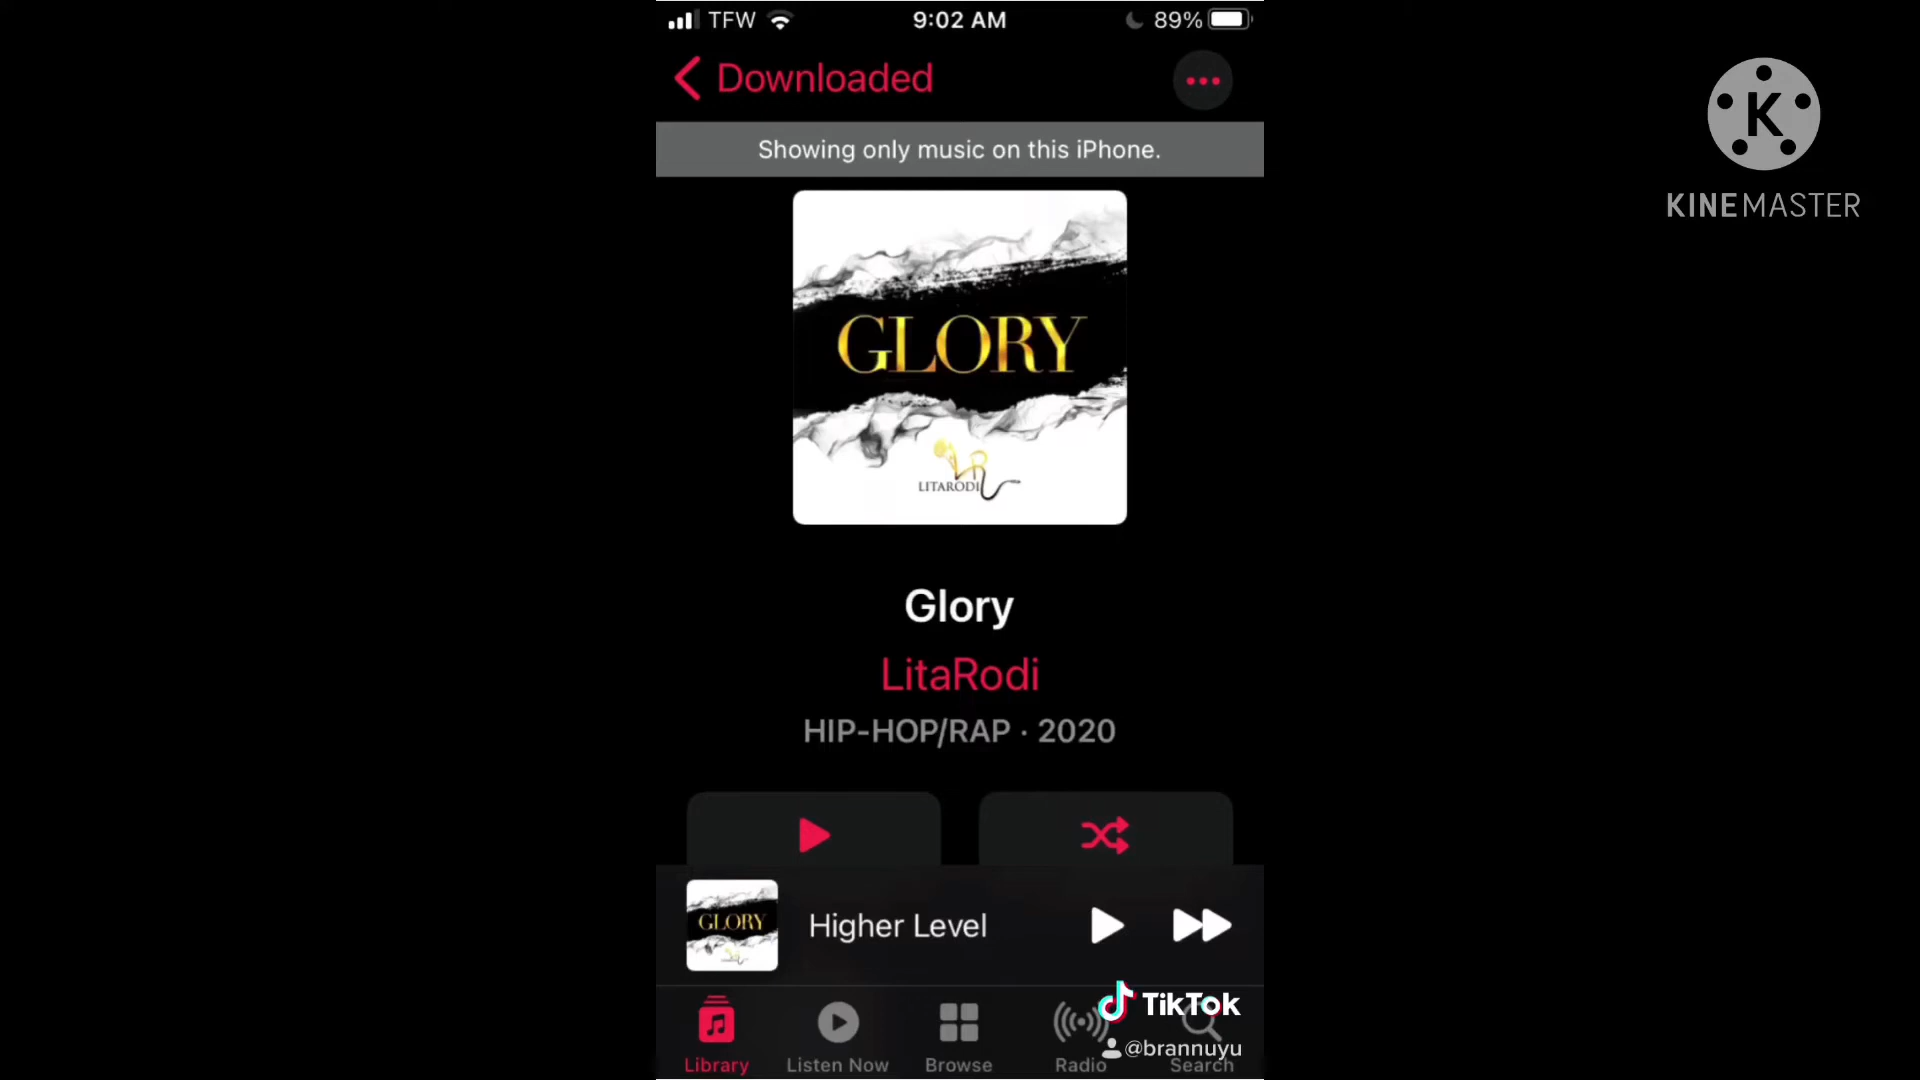 TFW 9:02 AM 89%
Downloaded
KINEMASTER
K
Showing only music on this iPhone.
GLORY
LITARODI
Glory
LitaRodi
HIP-HOP/RAP · 2020
GLORY
Higher Level
TikTok
@brannuyu
Library Listen Now Browse Radio Search